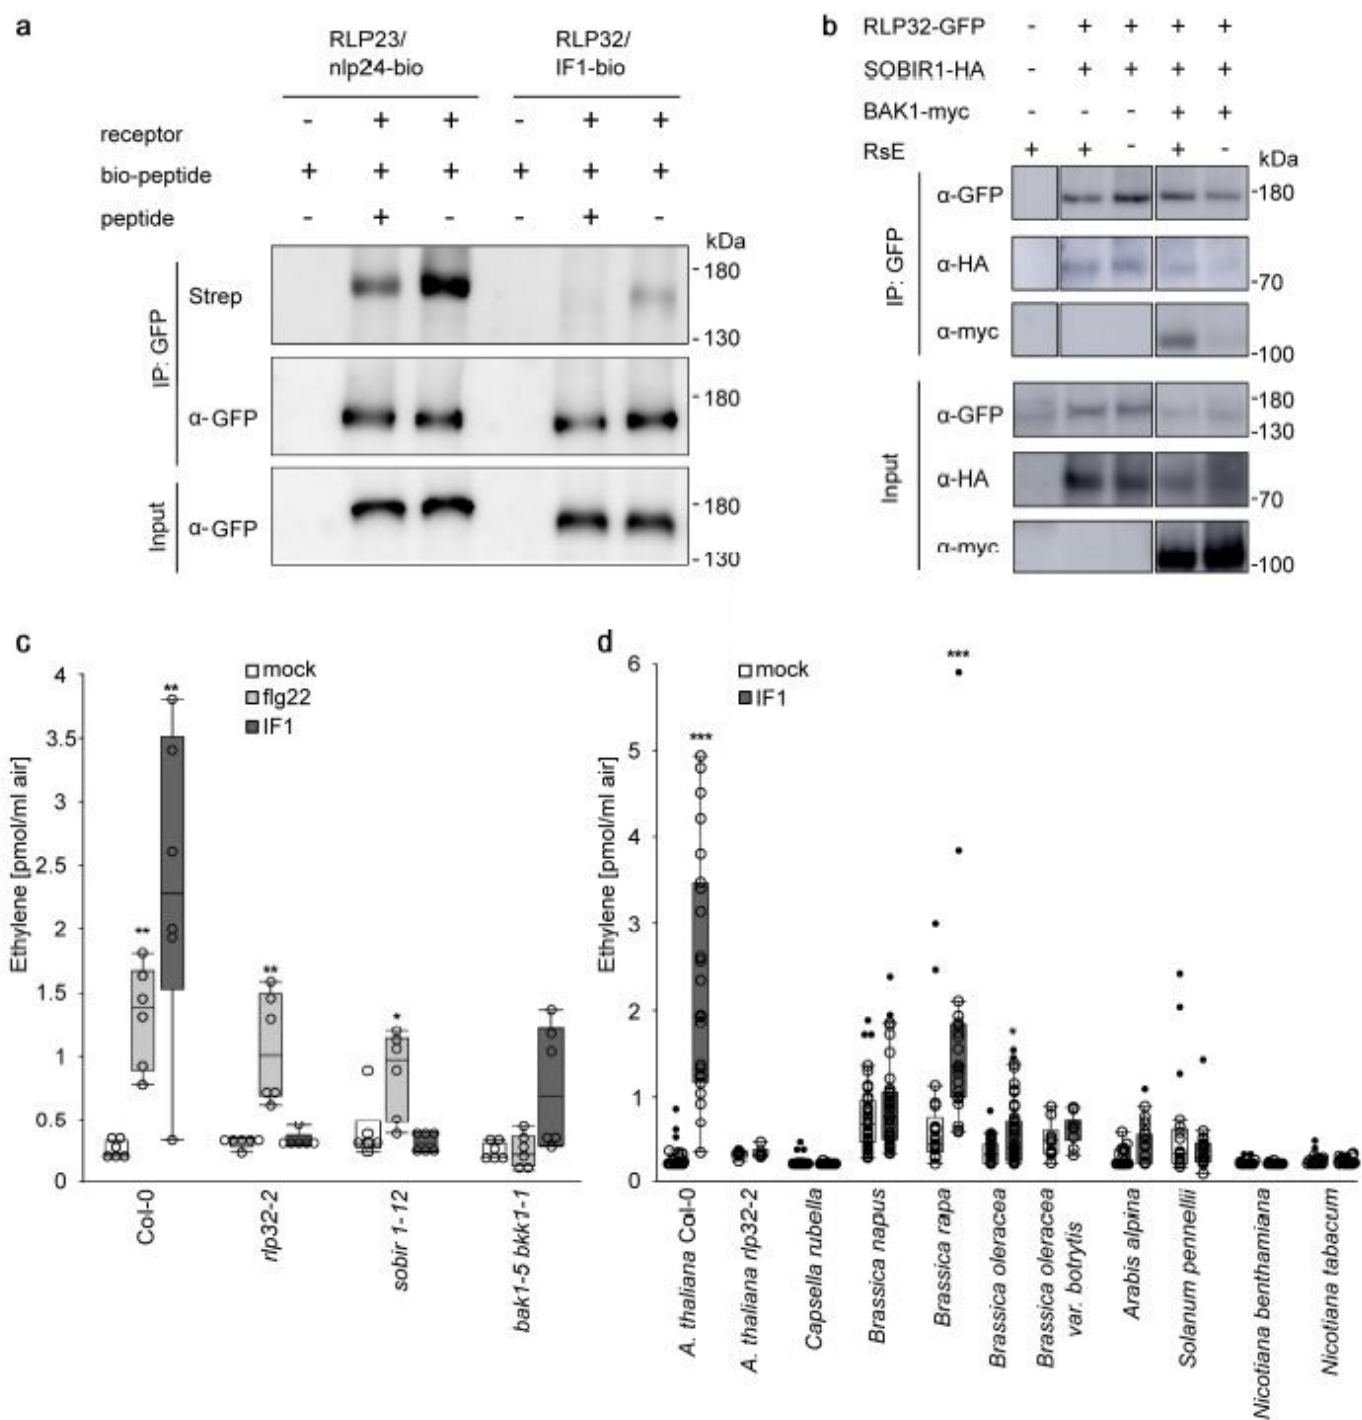 a
RLP23/
nlp24-bio
RLP32/
IF1-bio
receptor - + + - + +
bio-peptide + + + + + +
peptide - + - - + -
kDa
IP: GFP
Strep
-180
-130
α-GFP
-180
Input
α-GFP
-180
-130
b
RLP32-GFP - + + + +
SOBIR1-HA - + + + +
BAK1-myc - - - + +
RsE + + - + -
kDa
IP: GFP
α-GFP
-180
α-HA
-70
α-myc
-100
Input
α-GFP
-180
-130
α-HA
-70
α-myc
-100
c
mock
flg22
IF1
Ethylene [pmol/ml air]
4
3.5
3
2.5
2
1.5
1
0.5
0
** ** ** *
Col-0
rlp32-2
sobir 1-12
bak1-5 bkk1-1
d
mock
IF1
Ethylene [pmol/ml air]
6
5
4
3
2
1
0
*** *** *
A. thaliana Col-0
A. thaliana rlp32-2
Capsella rubella
Brassica napus
Brassica rapa
Brassica oleracea
Brassica oleracea
var. botrytis
Arabis alpina
Solanum pennellii
Nicotiana benthamiana
Nicotiana tabacum